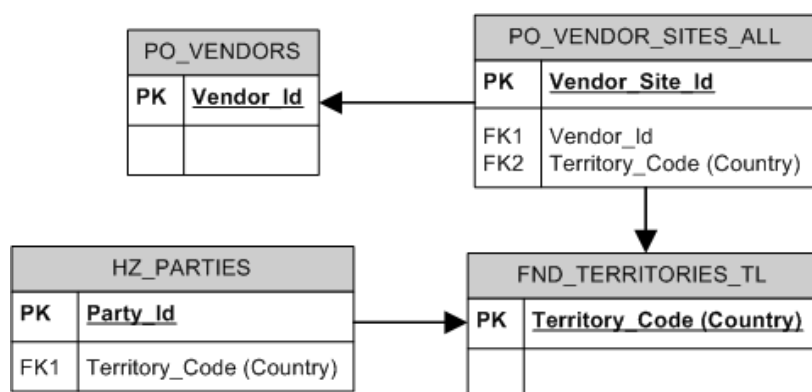 PO_VENDORS
PK Vendor_Id
PO_VENDOR_SITES_ALL
PK Vendor_Site_Id
FK1 Vendor_Id
FK2 Territory_Code (Country)
HZ_PARTIES
PK Party_Id
FK1 Territory_Code (Country)
FND_TERRITORIES_TL
PK Territory_Code (Country)